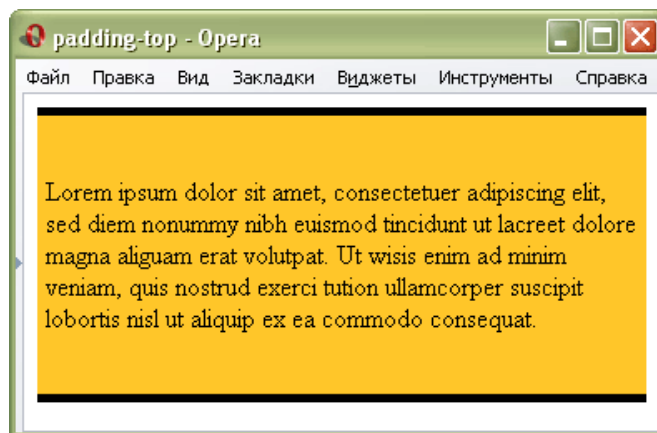 padding-top - Opera
Файл Правка Вид Закладки Виджеты Инструменты Справка
Lorem ipsum dolor sit amet, consectetuer adipiscing elit,
sed diem nonummy nibh euismod tincidunt ut lacreet dolore
magna aliguam erat volutpat. Ut wisis enim ad minim
veniam, quis nostrud exerci tution ullamcorper suscipit
lobortis nisl ut aliquip ex ea commodo consequat.